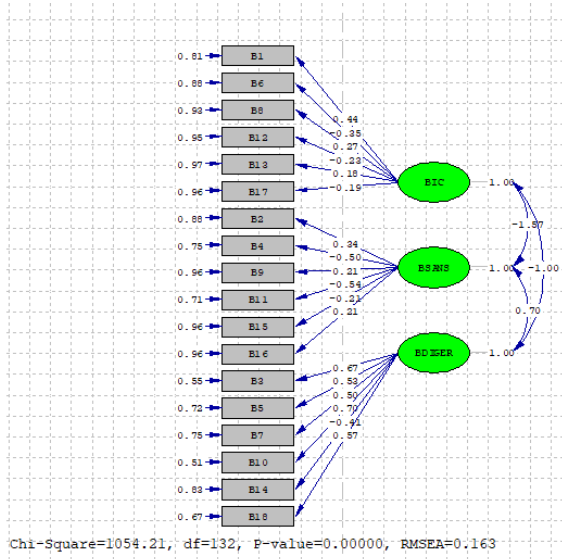 0.81 B1
0.88 B6
0.93 B8
0.95 B12
0.97 B13
0.96 B17
0.88 B2
0.75 B4
0.96 B9
0.71 B11
0.96 B15
0.96 B16
0.55 B3
0.72 B5
0.75 B7
0.51 B10
0.83 B14
0.67 B18
0.44
-0.35
0.27
-0.23
0.18
-0.19
0.34
-0.50
0.21
-0.54
-0.21
0.21
0.67
0.53
0.50
0.70
-0.41
0.57
BIC 1.00
BSANS 1.00
BDIGER 1.00
-1.57
-1.00
0.70
Chi-Square=1054.21, df=132, P-value=0.00000, RMSEA=0.163